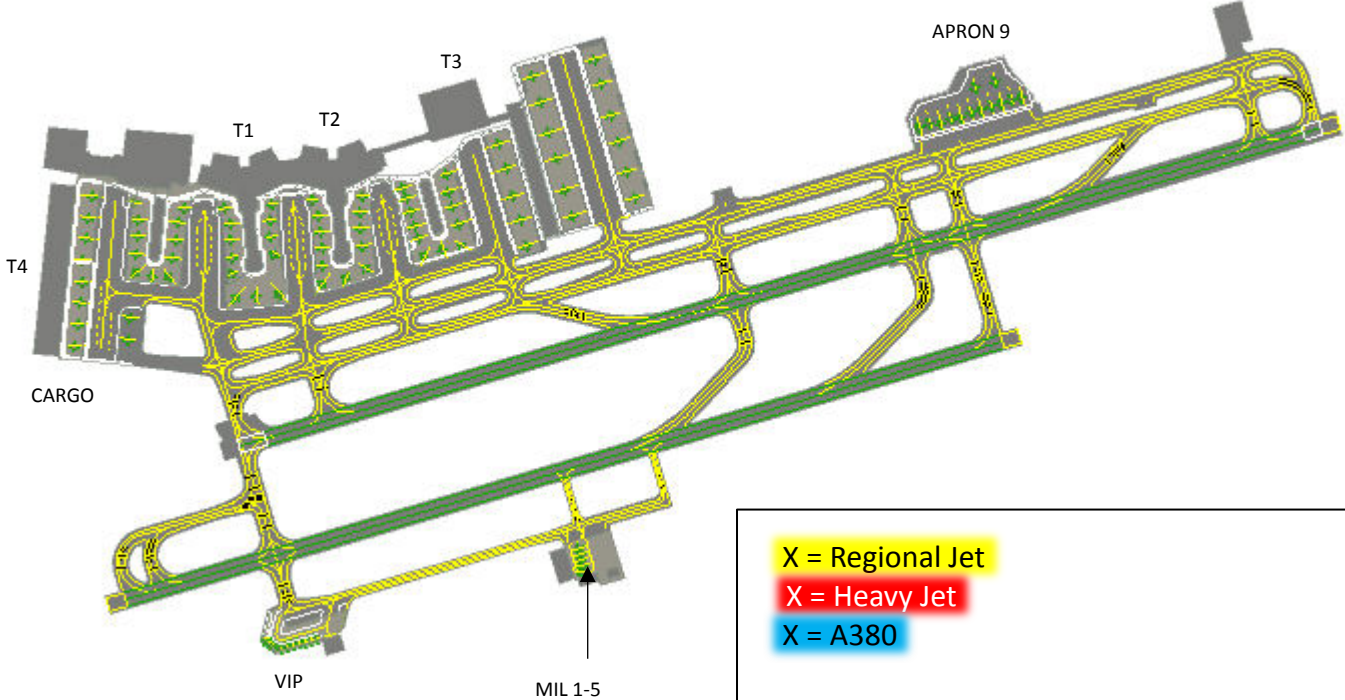 APRON 9
T3
T1
T2
T4
CARGO
X = Regional Jet
X = Heavy Jet
X = A380
VIP
MIL 1-5